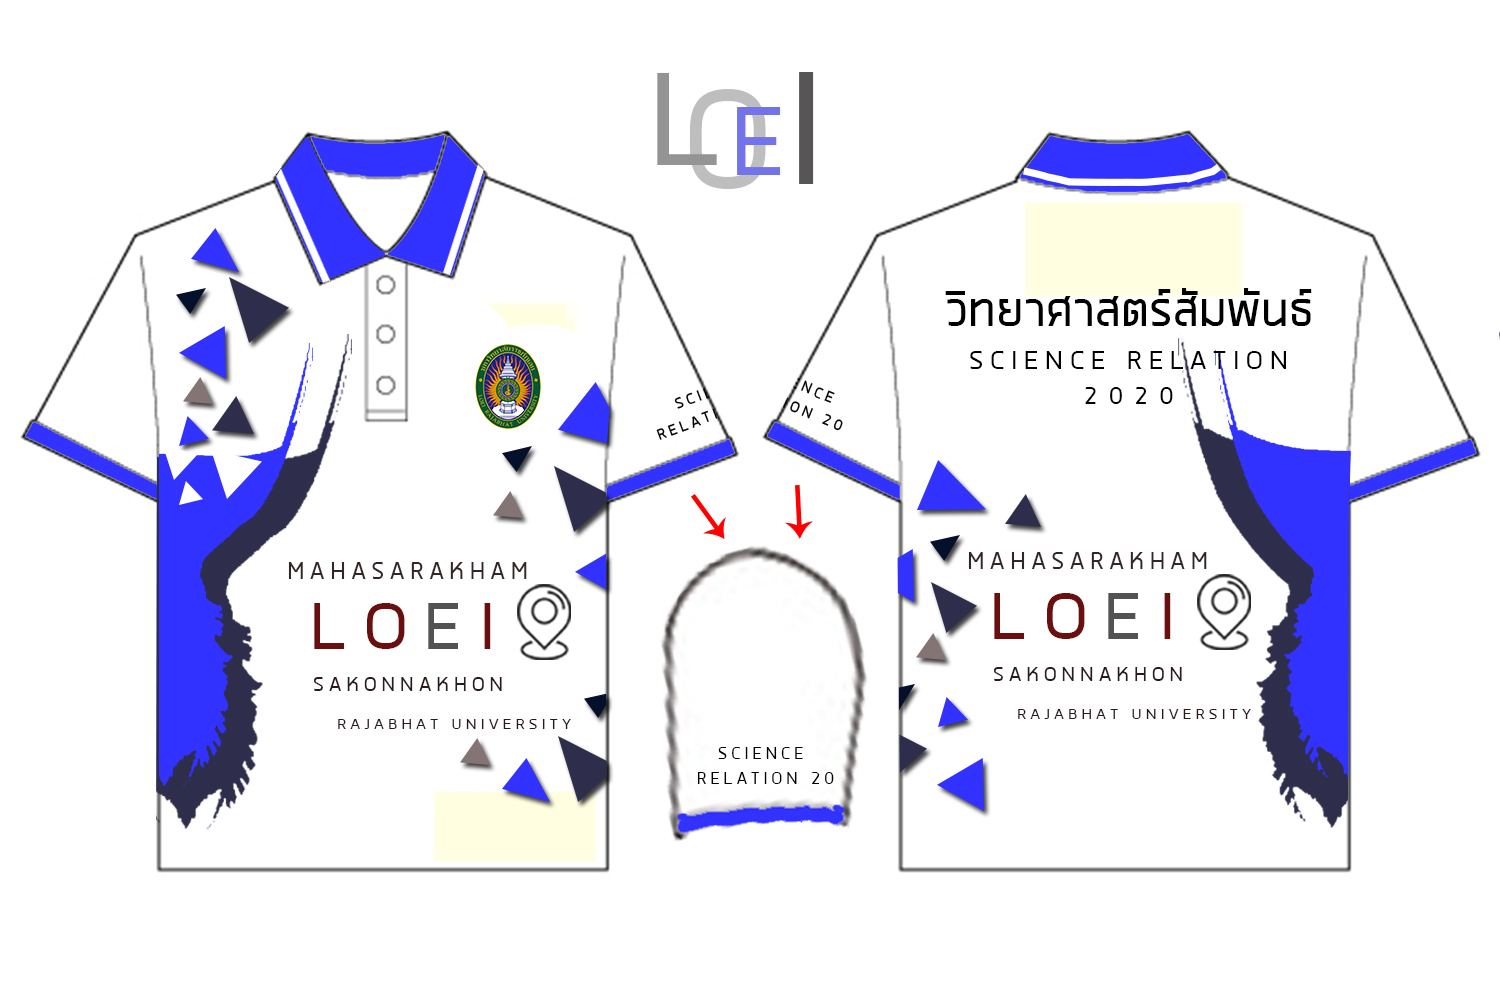 LOEI
SCI
RELATI
NCE
ON 20
วิทยาศาสตร์สัมพันธ์
SCIENCE RELATION
2020
MAHASARAKHAM
LOEI
SAKONNAKHON
RAJABHAT UNIVERSITY
SCIENCE
RELATION 20
MAHASARAKHAM
LOEI
SAKONNAKHON
RAJABHAT UNIVERSITY